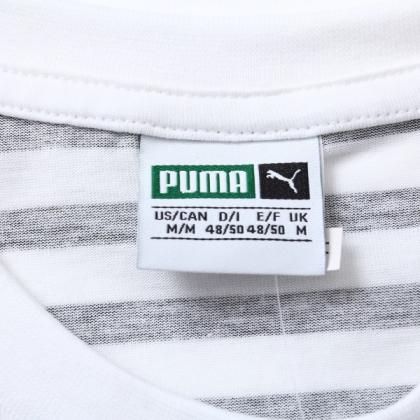 PUMA
US/CAN D/I E/F UK
M/M 48/50 48/50 M